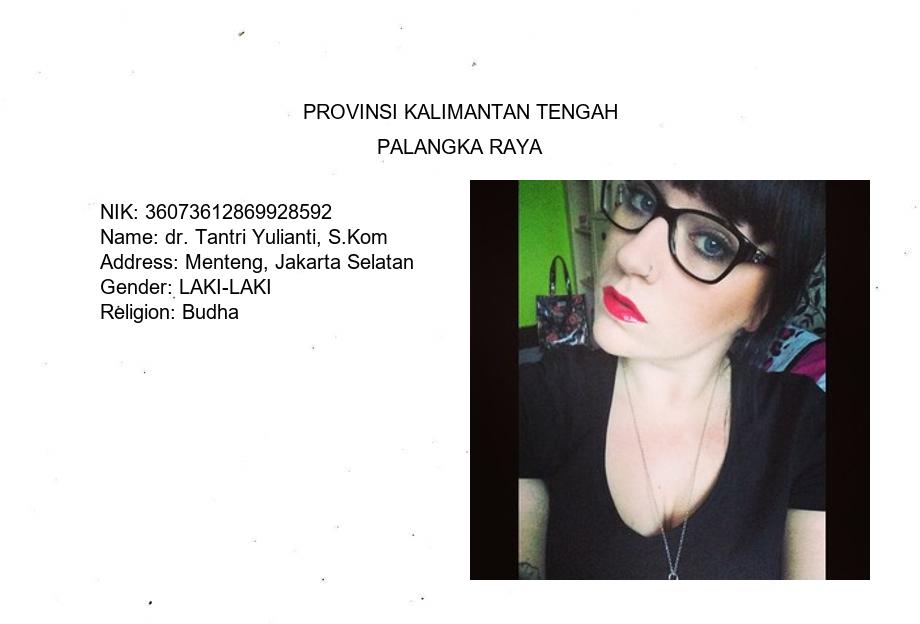 PROVINSI KALIMANTAN TENGAH
PALANGKA RAYA
NIK: 36073612869928592
Name: dr. Tantri Yulianti, S.Kom
Address: Menteng, Jakarta Selatan
Gender: LAKI-LAKI
Religion: Budha